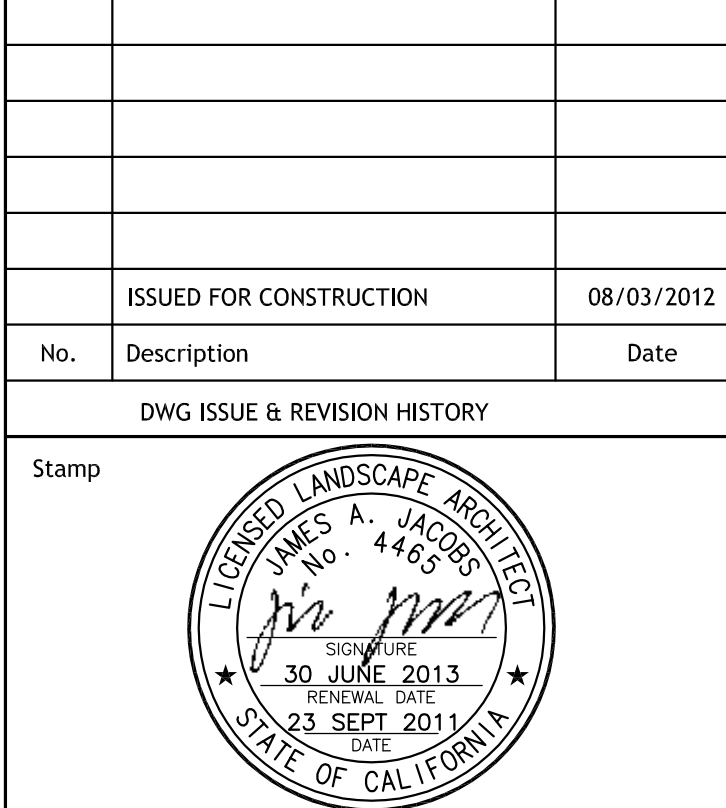 ISSUED FOR CONSTRUCTION 08/03/2012
No. Description Date
DWG ISSUE & REVISION HISTORY
Stamp
LICENSED LANDSCAPE ARCHITECT
JAMES A. JACOBS
No. 4465
SIGNATURE
30 JUNE 2013
RENEWAL DATE
23 SEPT 2011
DATE
STATE OF CALIFORNIA